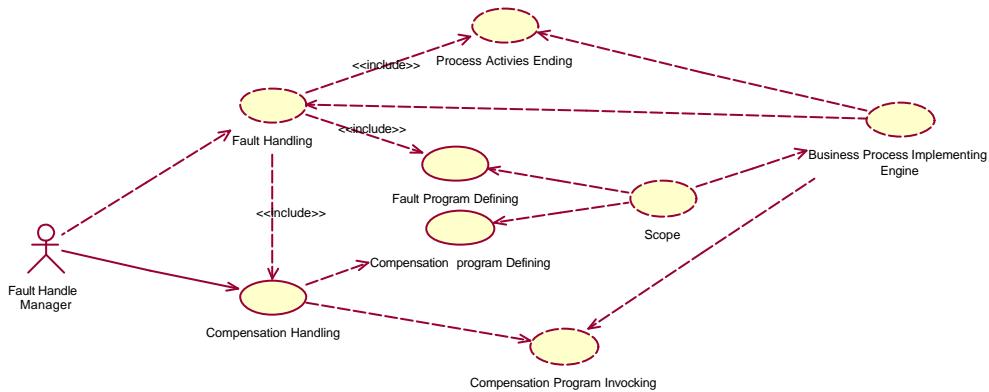 Process Activies Ending
<<include>>
Fault Handling
<<include>>
Business Process Implementing
Engine
Fault Program Defining
<<include>>
Scope
Compensation  program Defining
Fault Handle
Manager
Compensation Handling
Compensation Program Invocking